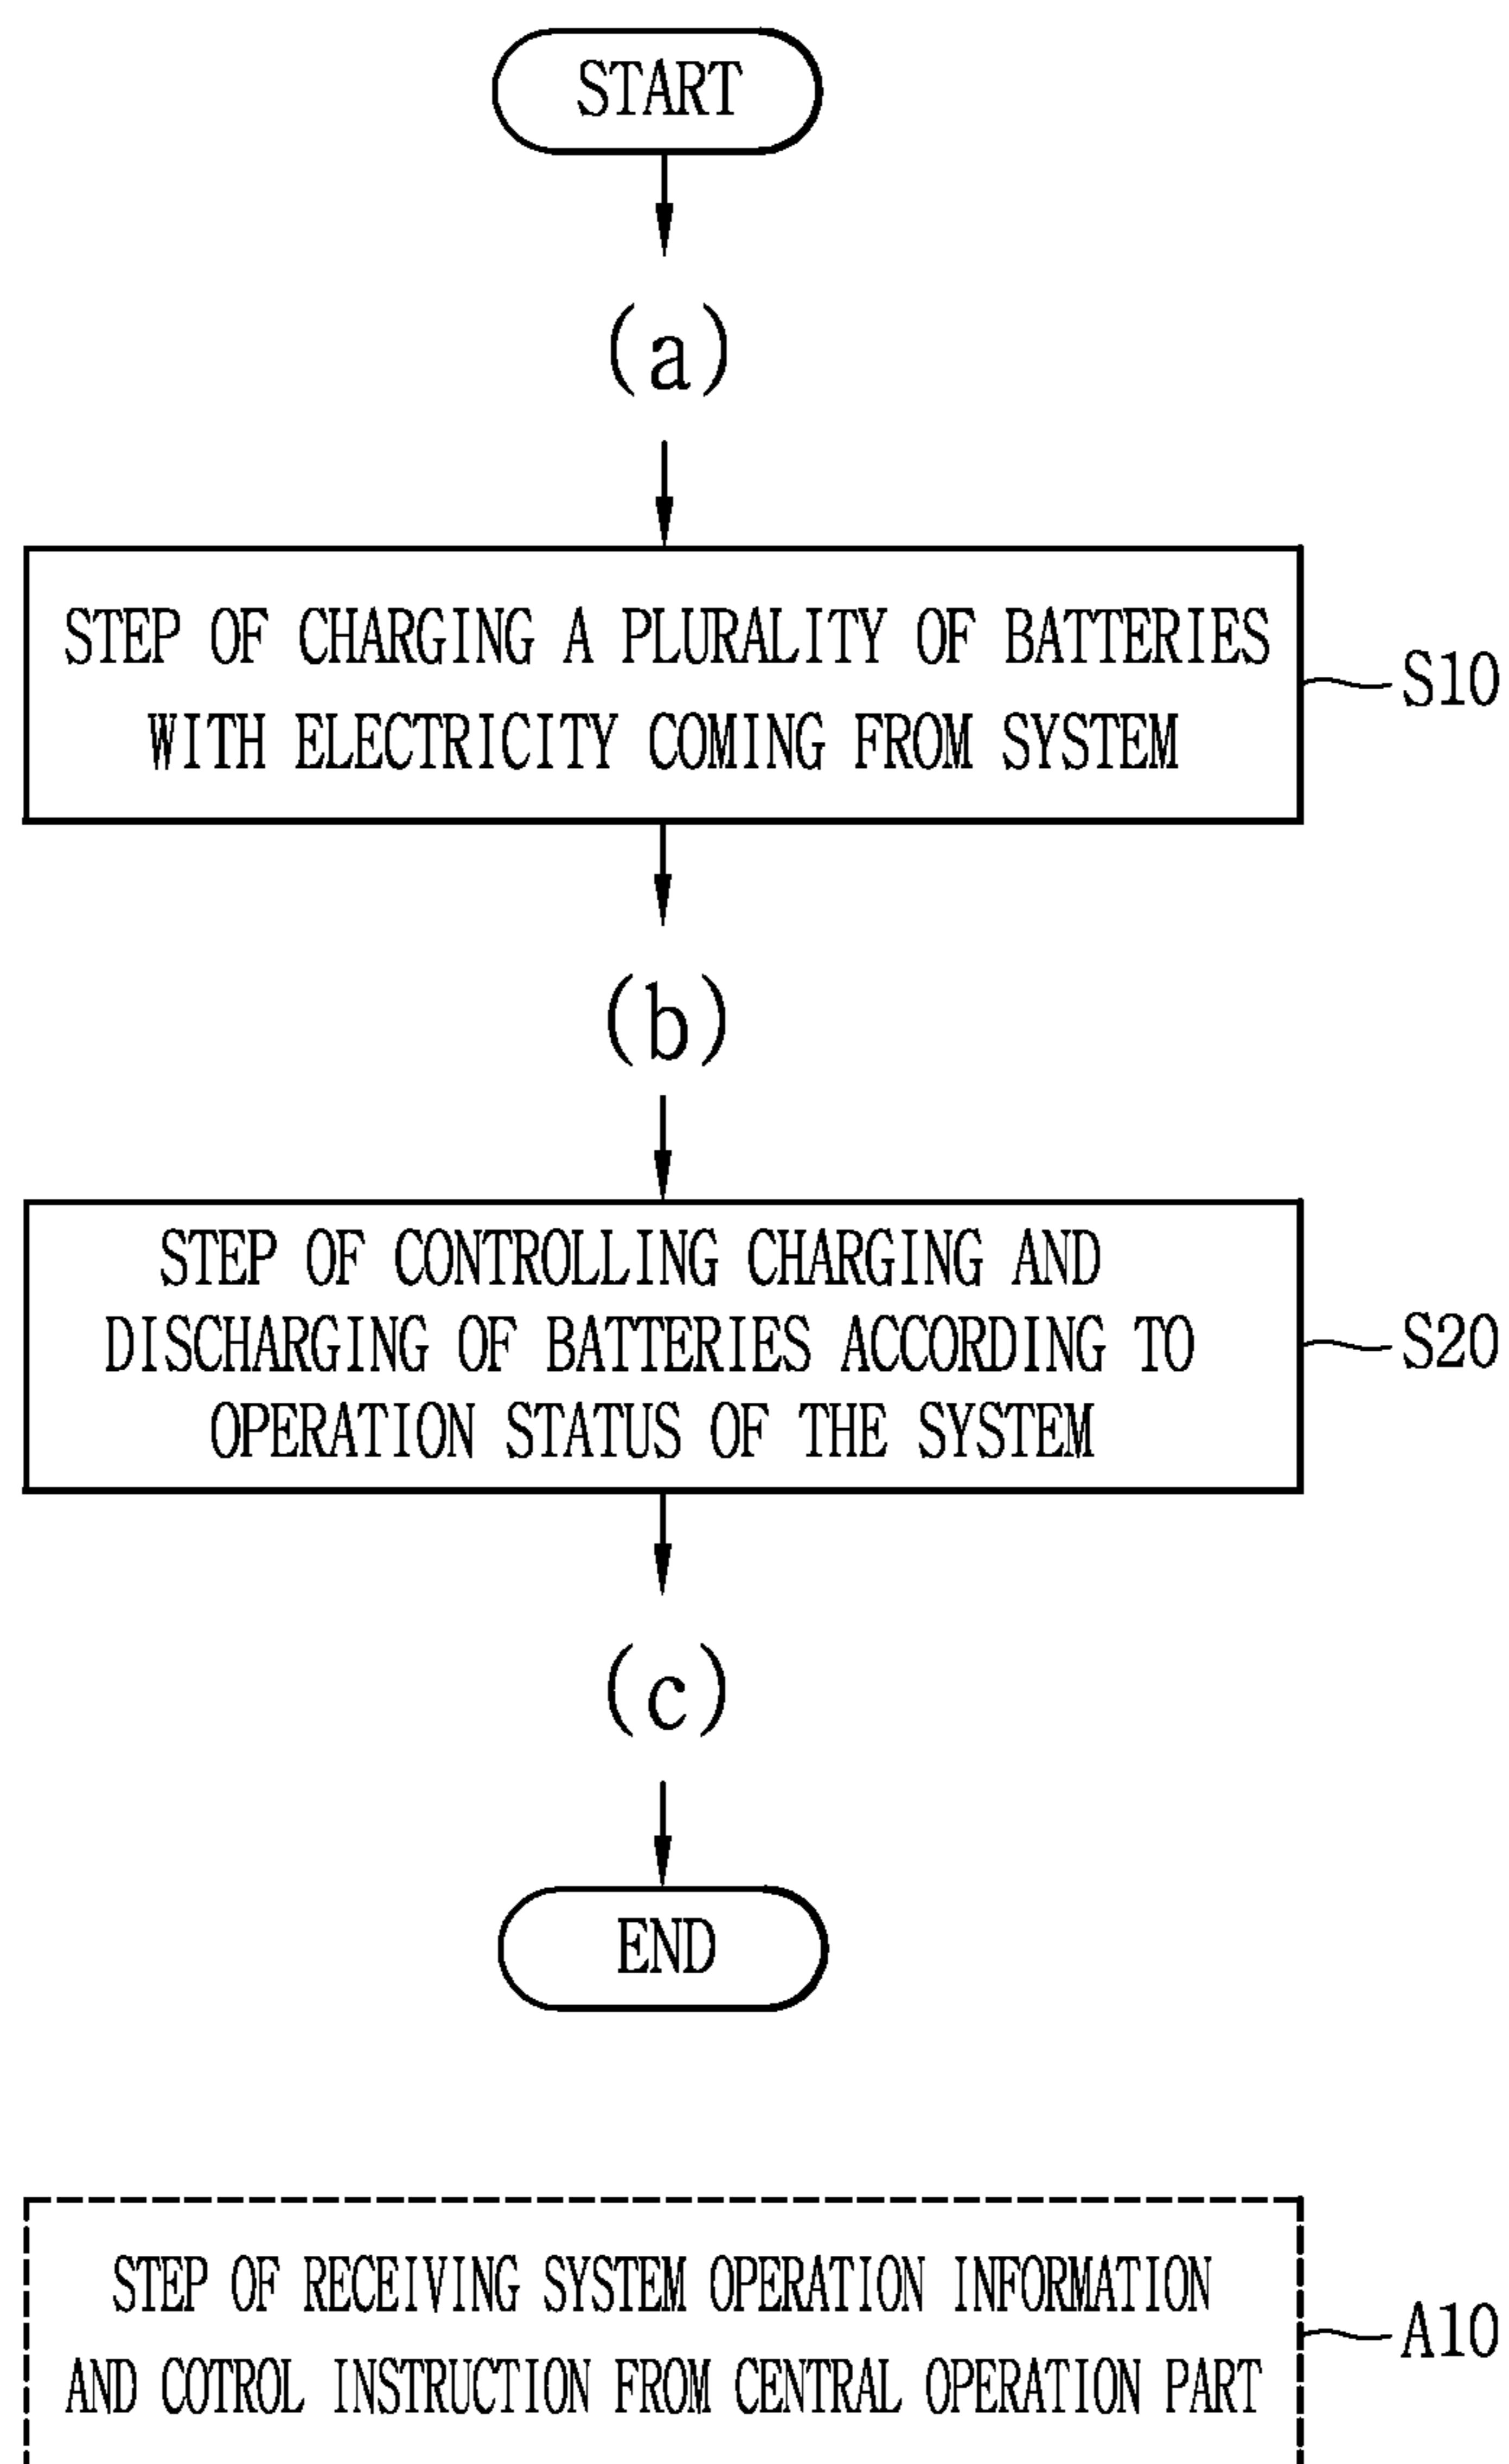 START
(a)
STEP OF CHARGING A PLURALITY OF BATTERIES
WITH ELECTRICITY COMING FROM SYSTEM
S10
(b)
STEP OF CONTROLLING CHARGING AND
DISCHARGING OF BATTERIES ACCORDING TO
OPERATION STATUS OF THE SYSTEM
S20
(c)
END
STEP OF RECEIVING SYSTEM OPERATION INFORMATION
AND COTROL INSTRUCTION FROM CENTRAL OPERATION PART
A10